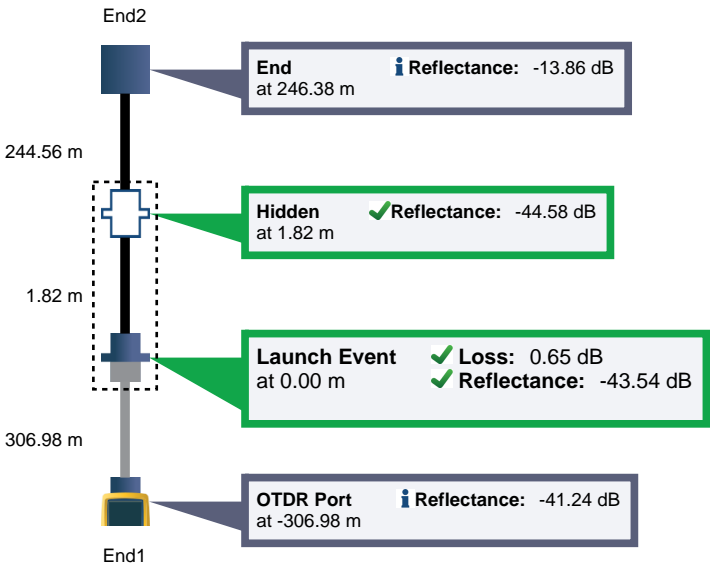 End2
End Reflectance: -13.86 dB
at 246.38 m
244.56 m
Hidden Reflectance: -44.58 dB
at 1.82 m
1.82 m
Launch Event Loss: 0.65 dB
at 0.00 m Reflectance: -43.54 dB
306.98 m
OTDR Port Reflectance: -41.24 dB
at -306.98 m
End1